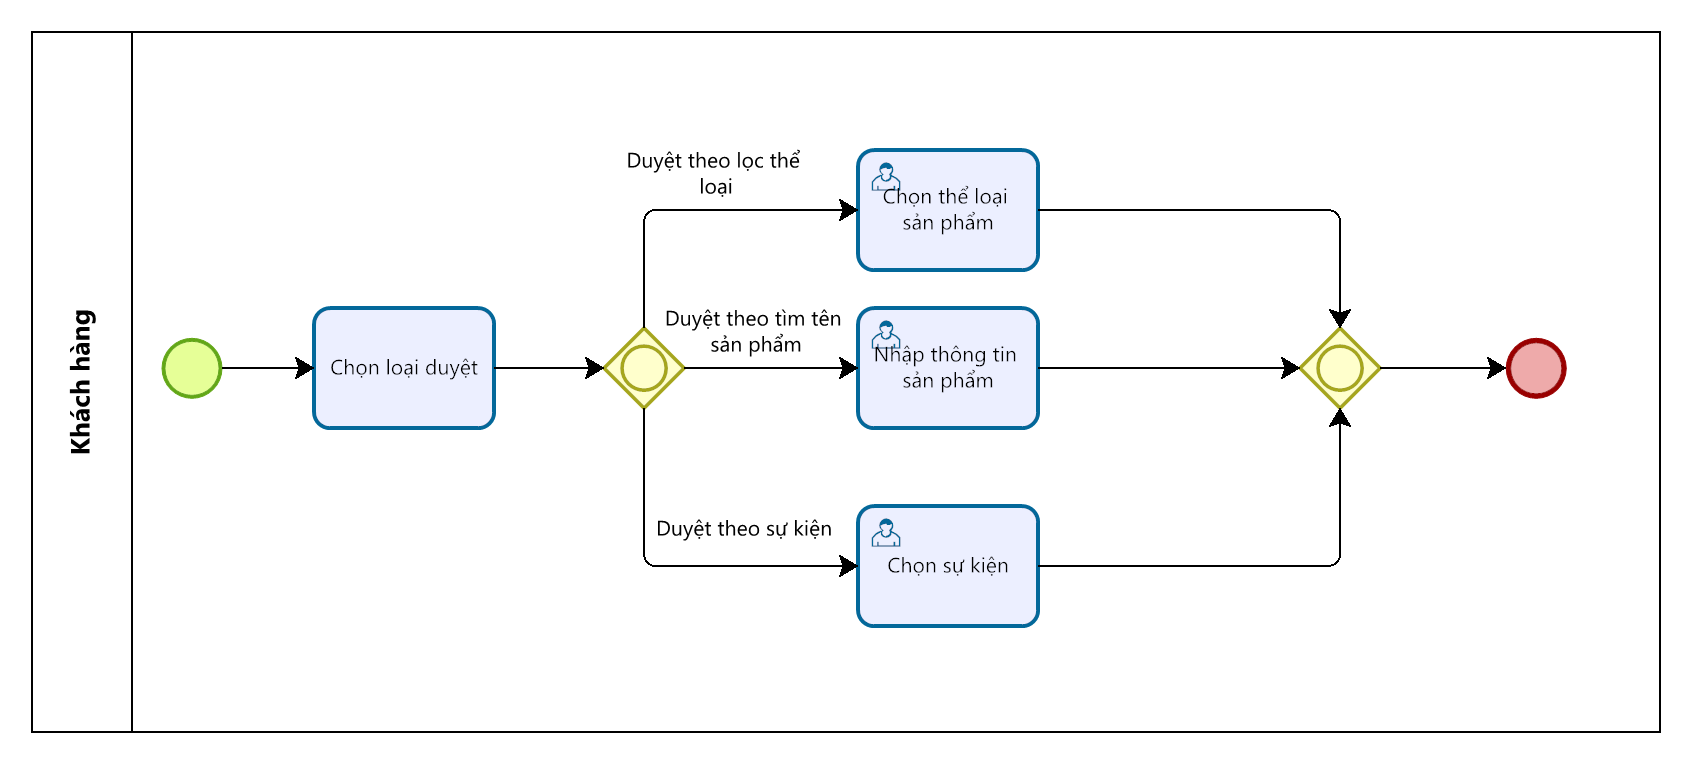 Khách hàng
Chọn loại duyệt
Duyệt theo lọc thể
loại
Chọn thể loại
sản phẩm
Duyệt theo tìm tên
sản phẩm
Nhập thông tin
sản phẩm
Duyệt theo sự kiện
Chọn sự kiện